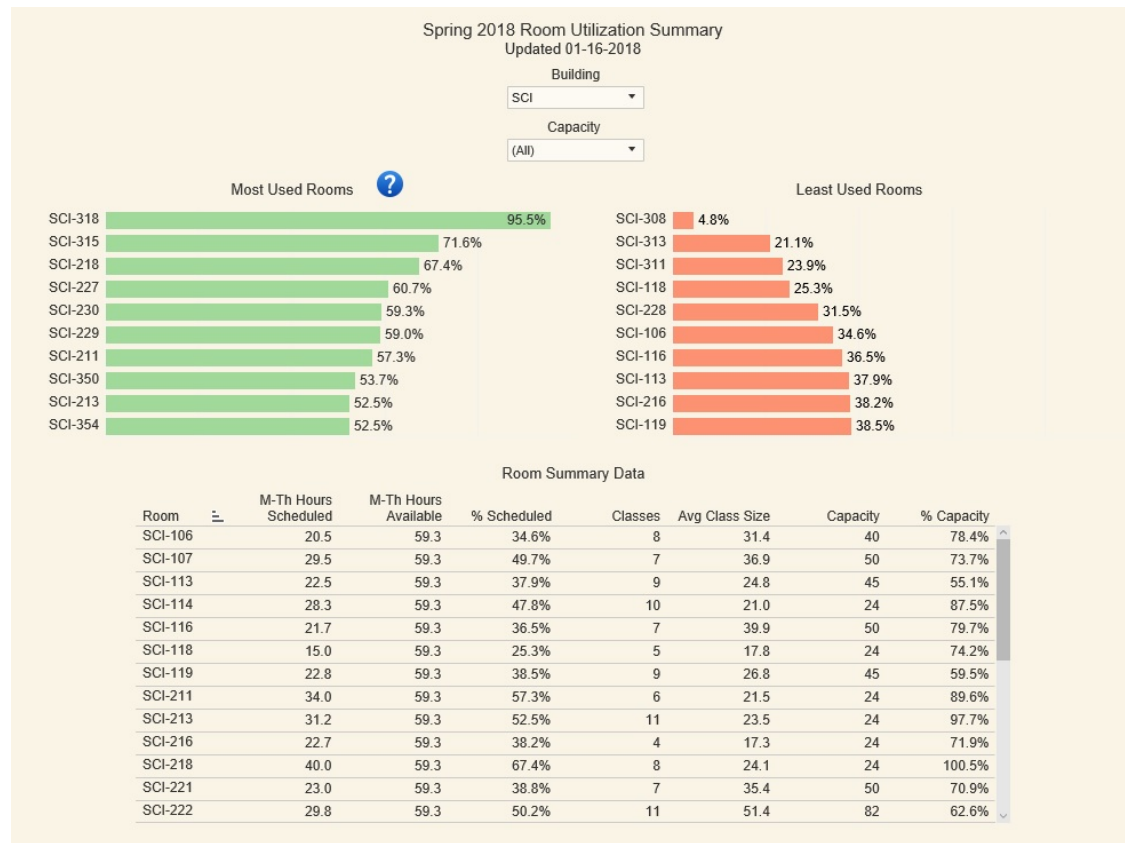 Spring 2018 Room Utilization Summary
Updated 01-16-2018
Building
SCI
Capacity
(All)
Most Used Rooms ?
SCI-318 95.5%
SCI-315 71.6%
SCI-218 67.4%
SCI-227 60.7%
SCI-230 59.3%
SCI-229 59.0%
SCI-211 57.3%
SCI-350 53.7%
SCI-213 52.5%
SCI-354 52.5%
Least Used Rooms
SCI-308 4.8%
SCI-313 21.1%
SCI-311 23.9%
SCI-118 25.3%
SCI-228 31.5%
SCI-106 34.6%
SCI-116 36.5%
SCI-113 37.9%
SCI-216 38.2%
SCI-119 38.5%
Room Summary Data
M-Th Hours M-Th Hours
Room Scheduled Available % Scheduled Classes Avg Class Size Capacity % Capacity
SCI-106 20.5 59.3 34.6% 8 31.4 40 78.4%
SCI-107 29.5 59.3 49.7% 7 36.9 50 73.7%
SCI-113 22.5 59.3 37.9% 9 24.8 45 55.1%
SCI-114 28.3 59.3 47.8% 10 21.0 24 87.5%
SCI-116 21.7 59.3 36.5% 7 39.9 50 79.7%
SCI-118 15.0 59.3 25.3% 5 17.8 24 74.2%
SCI-119 22.8 59.3 38.5% 9 26.8 45 59.5%
SCI-211 34.0 59.3 57.3% 6 21.5 24 89.6%
SCI-213 31.2 59.3 52.5% 11 23.5 24 97.7%
SCI-216 22.7 59.3 38.2% 4 17.3 24 71.9%
SCI-218 40.0 59.3 67.4% 8 24.1 24 100.5%
SCI-221 23.0 59.3 38.8% 7 35.4 50 70.9%
SCI-222 29.8 59.3 50.2% 11 51.4 82 62.6%